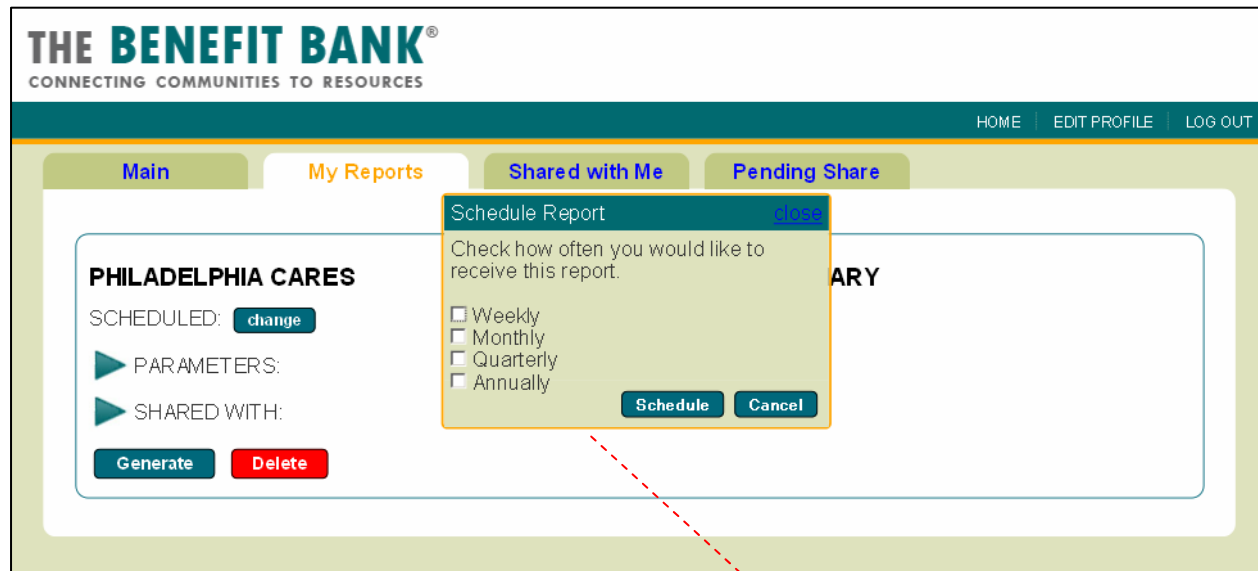 THE BENEFIT BANK®
CONNECTING COMMUNITIES TO RESOURCES
HOME EDIT PROFILE LOG OUT
Main My Reports Shared with Me Pending Share
Schedule Report close
Check how often you would like to
receive this report.
PHILADELPHIA CARES
SCHEDULED: change
Weekly
Monthly
Quarterly
Annually
Schedule Cancel
PARAMETERS:
SHARED WITH:
Generate Delete